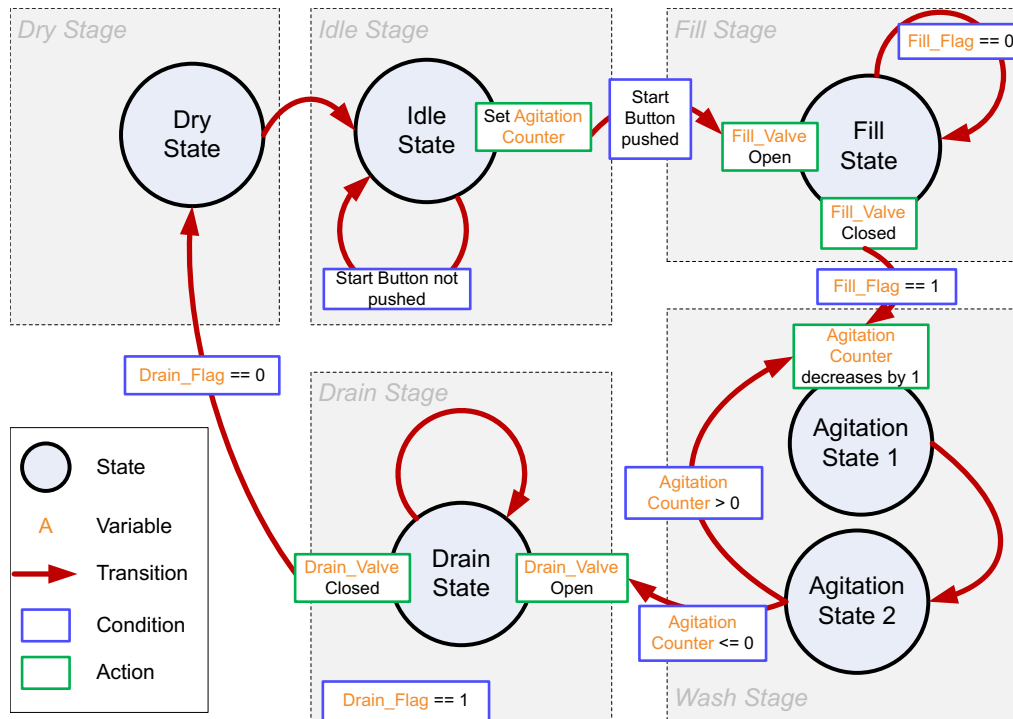 Dry Stage
Idle Stage
Fill Stage
Fill_Flag == 0
Dry
State
Idle
State
Set Agitation
Counter
Start
Button
pushed
Fill_Valve
Open
Fill
State
Fill_Valve
Closed
Start Button not
pushed
Fill_Flag == 1
Agitation
Counter
decreases by 1
Drain_Flag == 0
Drain Stage
Agitation
State 1
Agitation
Counter > 0
State
A
Variable
Transition
Condition
Action
Drain_Valve
Closed
Drain
State
Drain_Valve
Open
Agitation
State 2
Agitation
Counter <= 0
Drain_Flag == 1
Wash Stage